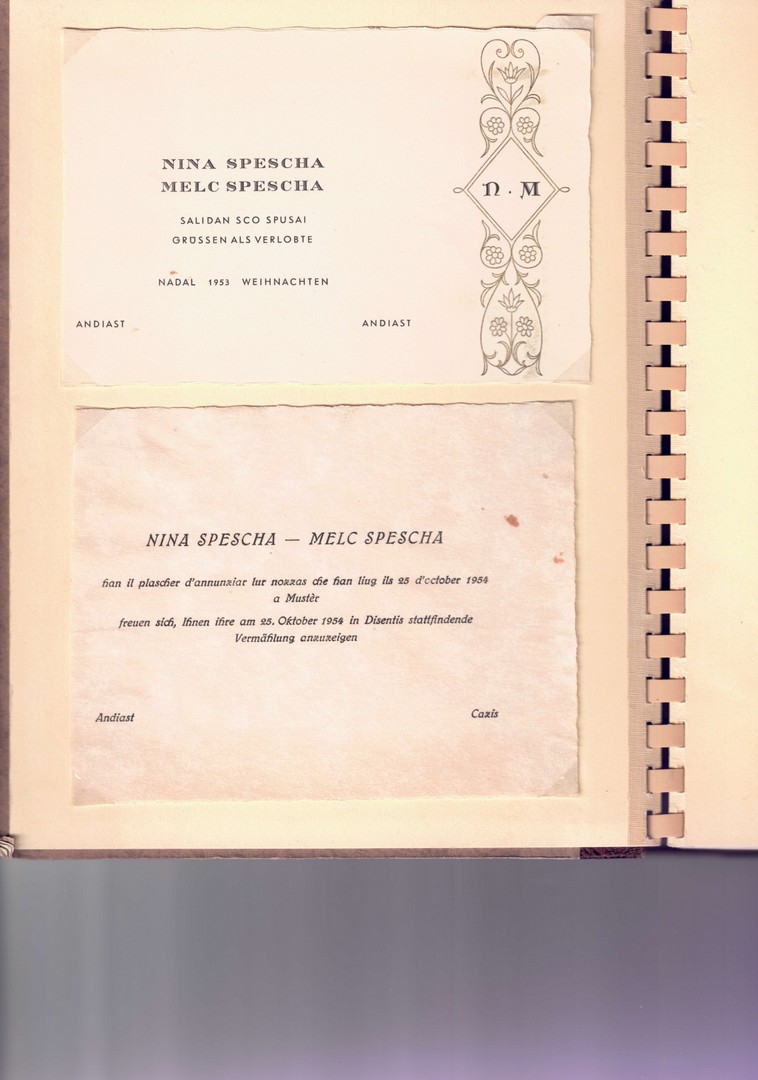 NINA SPESCHA
MELC SPESCHA
SALIDAN SCO SPUSAI
GRÜSSEN ALS VERLOBTE
NADAL 1953 WEIHNACHTEN
ANDIAST ANDIAST
N · M
NINA SPESCHA — MELC SPESCHA
han il plascher d'annunziar lur nozzas che han liug ils 25 d'october 1954
a Mustèr
freuen sich, Ihnen ihre am 25. Oktober 1954 in Disentis stattfindende
Vermählung anzuzeigen
Andiast Cazis